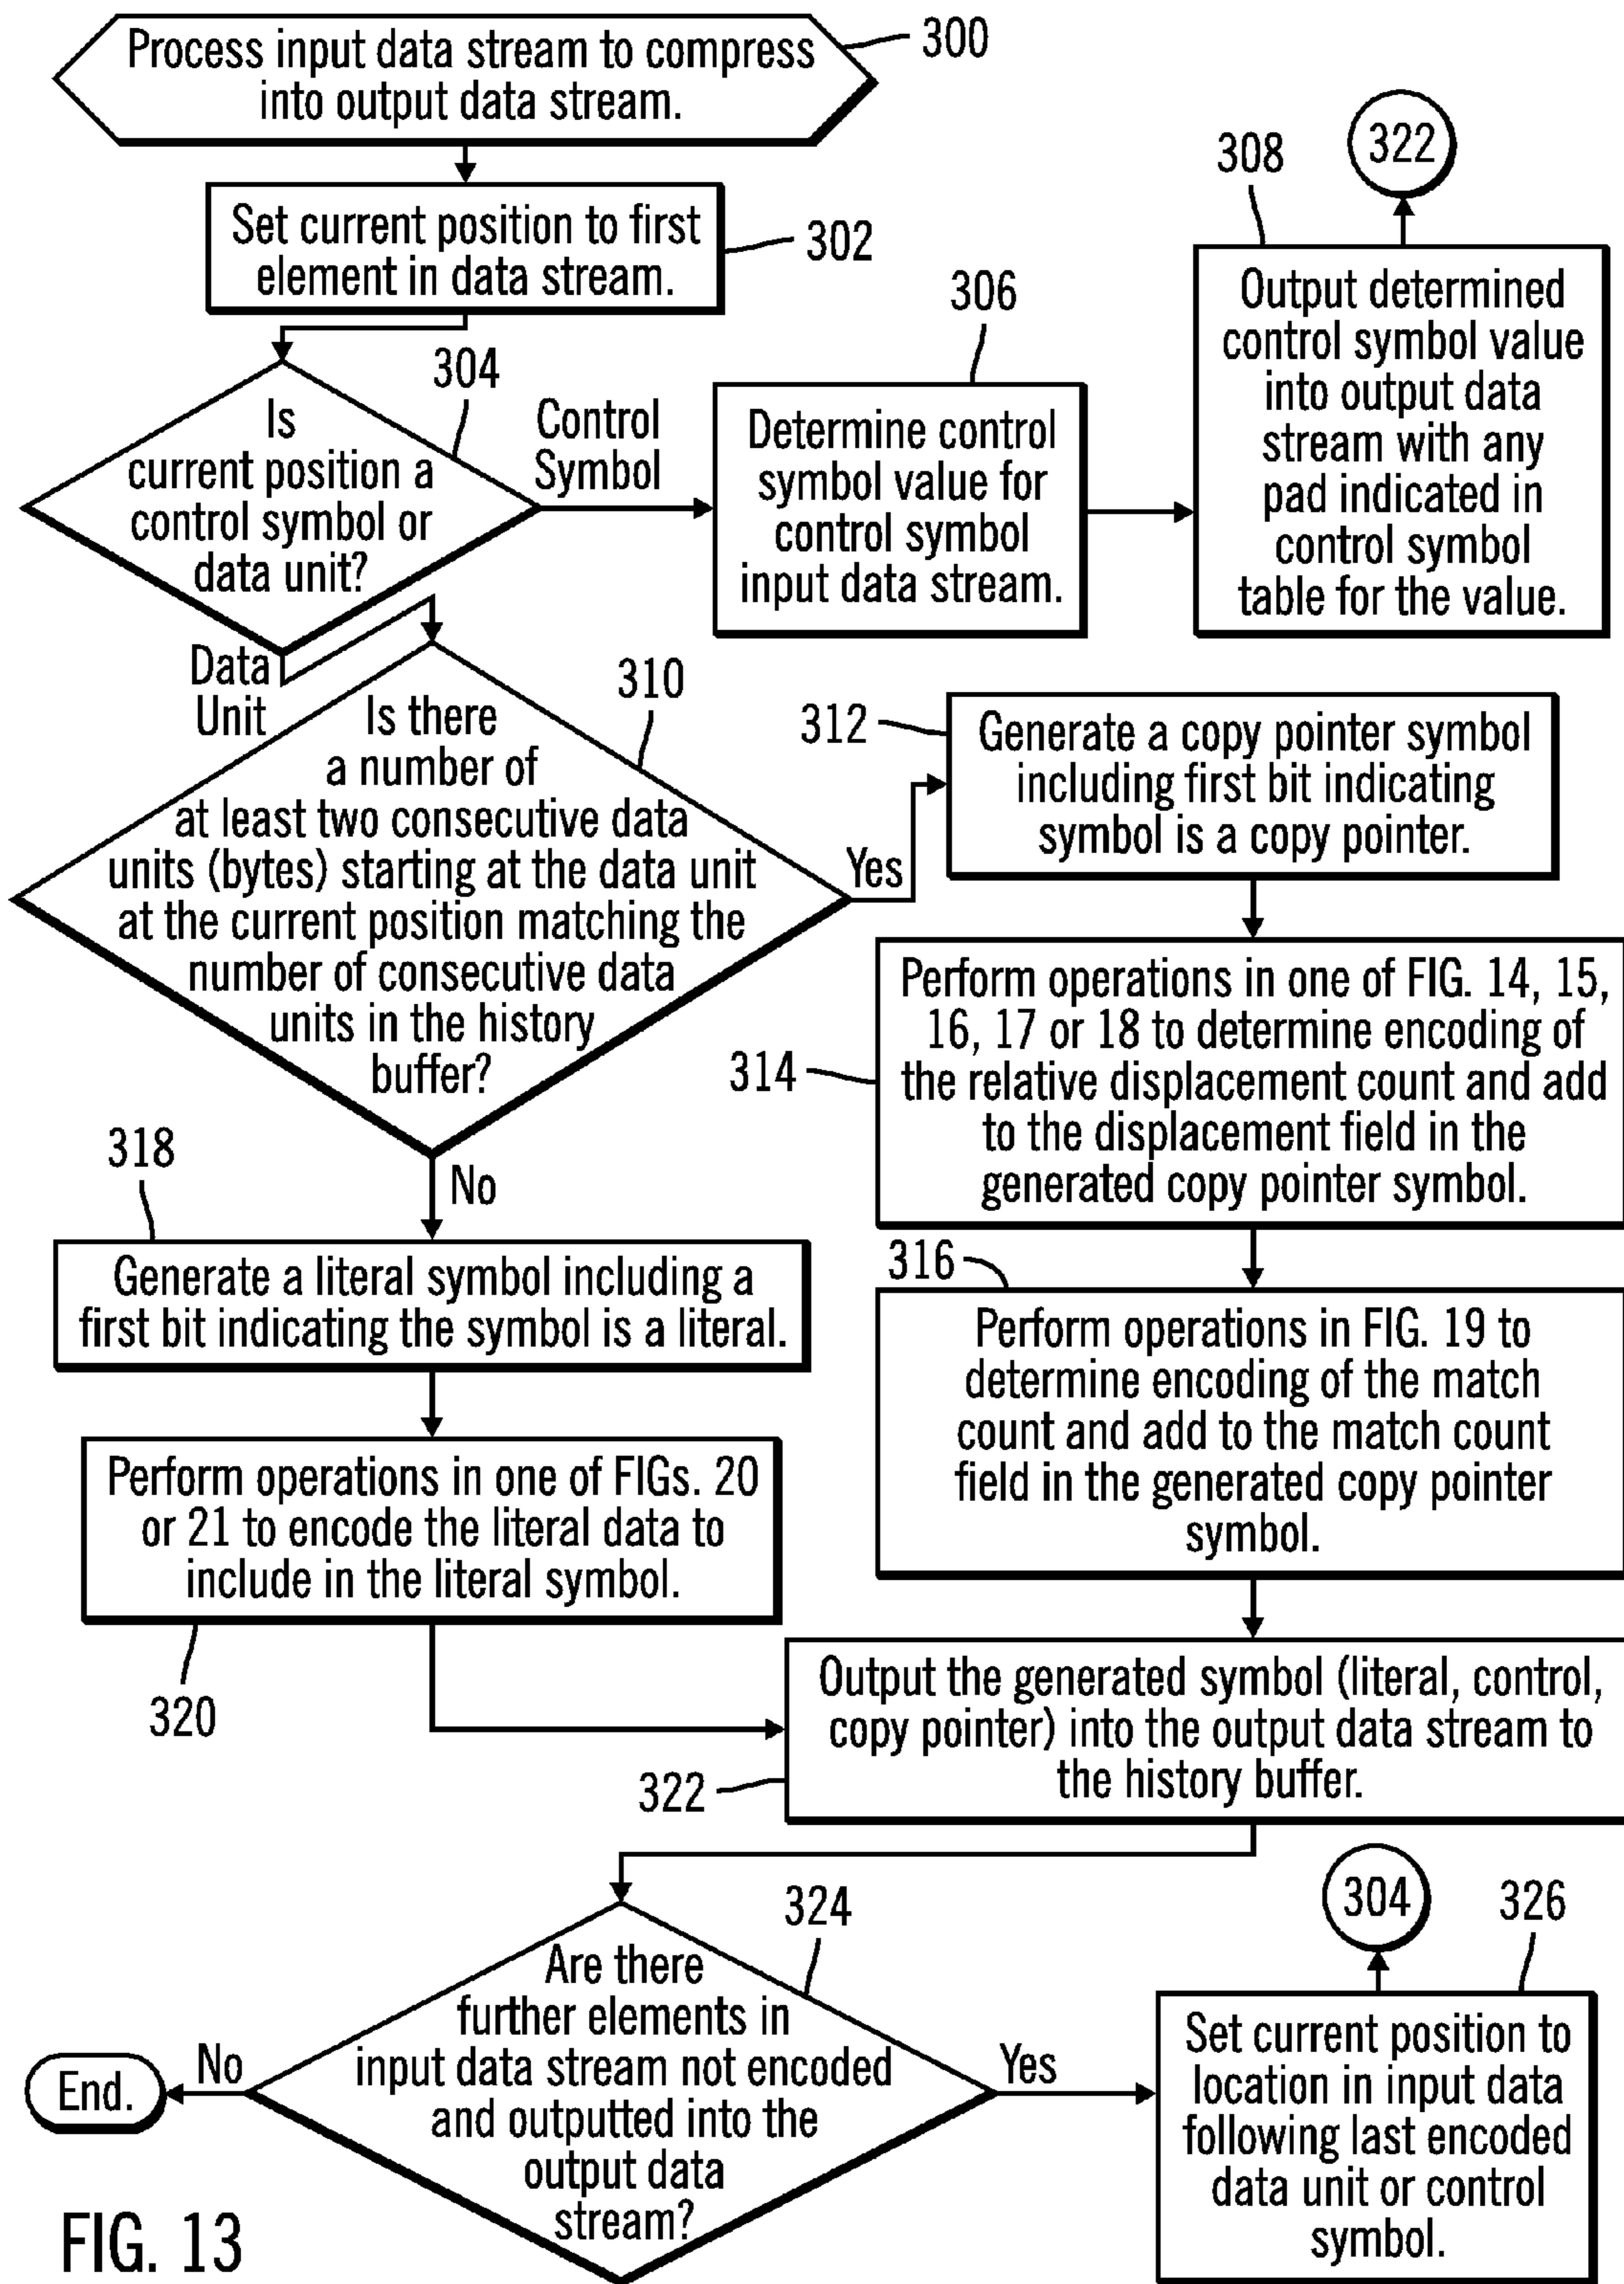 Process input data stream to compress
into output data stream.
300
322
308
Set current position to first
element in data stream.
302
306
Output determined
control symbol value
into output data
stream with any
pad indicated in
control symbol
table for the value.
304
Is
current position a
control symbol or
data unit?
Control
Symbol
Determine control
symbol value for
control symbol
input data stream.
Data
Unit
310
Is there
a number of
at least two consecutive data
units (bytes) starting at the data unit
at the current position matching the
number of consecutive data
units in the history
buffer?
Yes
312
Generate a copy pointer symbol
including first bit indicating
symbol is a copy pointer.
314
Perform operations in one of FIG. 14, 15,
16, 17 or 18 to determine encoding of
the relative displacement count and add
to the displacement field in the
generated copy pointer symbol.
318
No
316
Generate a literal symbol including a
first bit indicating the symbol is a literal.
Perform operations in FIG. 19 to
determine encoding of the match
count and add to the match count
field in the generated copy pointer
symbol.
Perform operations in one of FIGs. 20
or 21 to encode the literal data to
include in the literal symbol.
320
Output the generated symbol (literal, control,
copy pointer) into the output data stream to
the history buffer.
322
324
304
326
Are there
further elements in
input data stream not encoded
and outputted into the
output data
stream?
No
End.
Yes
Set current position to
location in input data
following last encoded
data unit or control
symbol.
FIG. 13